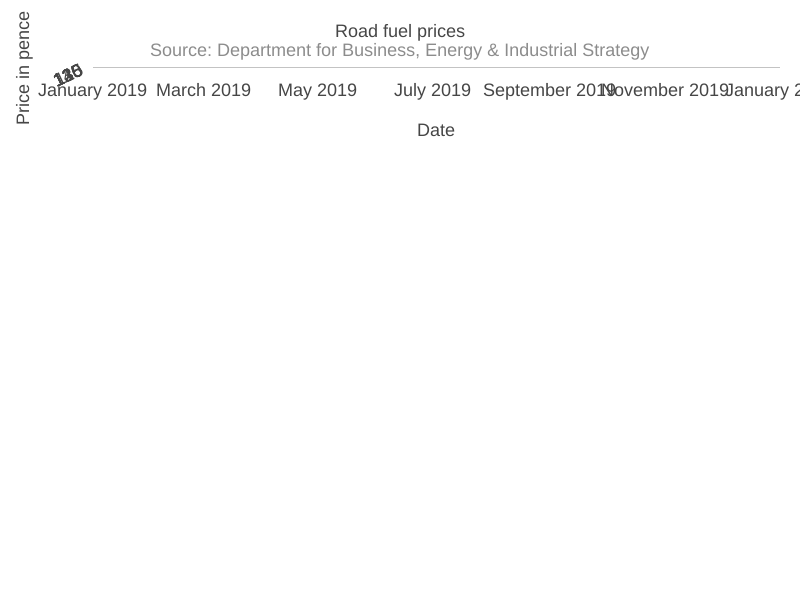 Road fuel prices
Source: Department for Business, Energy & Industrial Strategy
Price in pence
January 2019 March 2019 May 2019 July 2019 September 2019 November 2019 January 2
Date